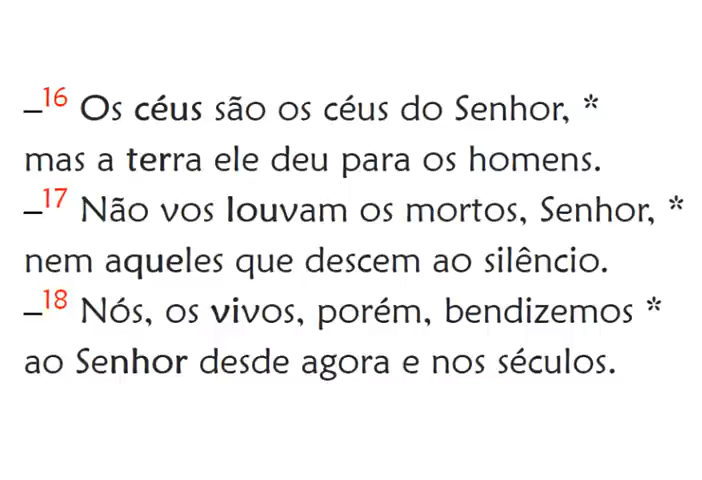 –16 Os céus são os céus do Senhor, *
mas a terra ele deu para os homens.
–17 Não vos louvam os mortos, Senhor, *
nem aqueles que descem ao silêncio.
–18 Nós, os vivos, porém, bendizemos *
ao Senhor desde agora e nos séculos.